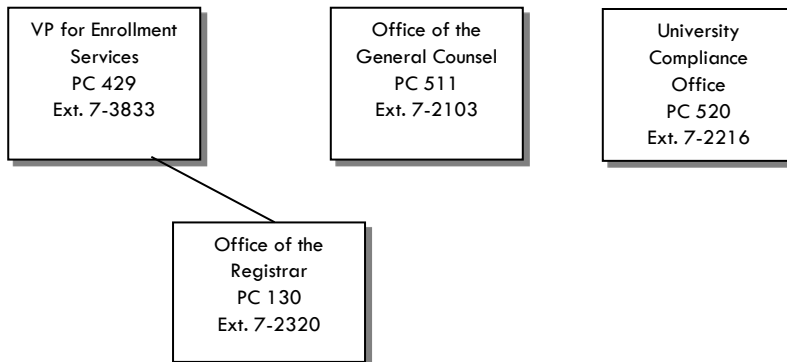 VP for Enrollment
Services
PC 429
Ext. 7-3833
Office of the
General Counsel
PC 511
Ext. 7-2103
University
Compliance
Office
PC 520
Ext. 7-2216
Office of the
Registrar
PC 130
Ext. 7-2320